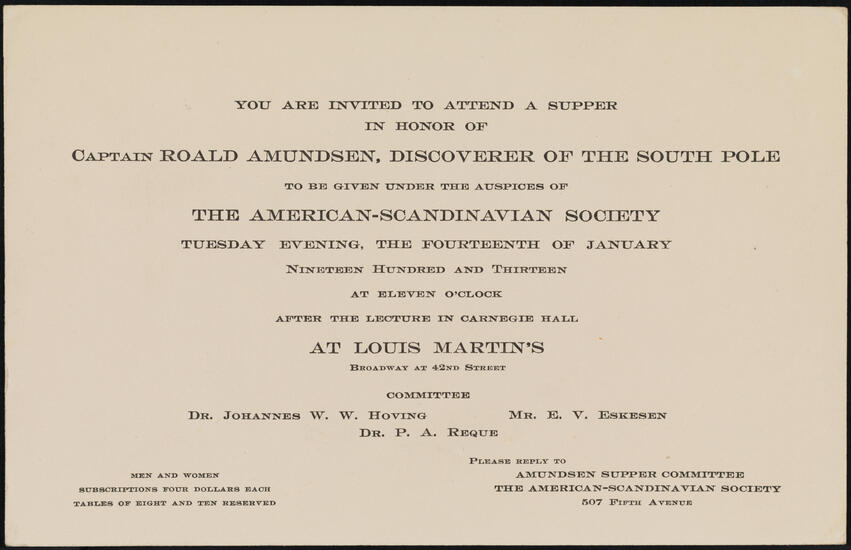 YOU ARE INVITED TO ATTEND A SUPPER
IN HONOR OF
CAPTAIN ROALD AMUNDSEN, DISCOVERER OF THE SOUTH POLE
TO BE GIVEN UNDER THE AUSPICES OF
THE AMERICAN-SCANDINAVIAN SOCIETY
TUESDAY EVENING, THE FOURTEENTH OF JANUARY
NINETEEN HUNDRED AND THIRTEEN
AT ELEVEN O'CLOCK
AFTER THE LECTURE IN CARNEGIE HALL
AT LOUIS MARTIN'S
BROADWAY AT 42ND STREET
COMMITTEE
DR. JOHANNES W. W. HOVING MR. E. V. ESKESEN
DR. P. A. REQUE
MEN AND WOMEN
SUBSCRIPTIONS FOUR DOLLARS EACH
TABLES OF EIGHT AND TEN RESERVED
PLEASE REPLY TO
AMUNDSEN SUPPER COMMITTEE
THE AMERICAN-SCANDINAVIAN SOCIETY
507 FIFTH AVENUE